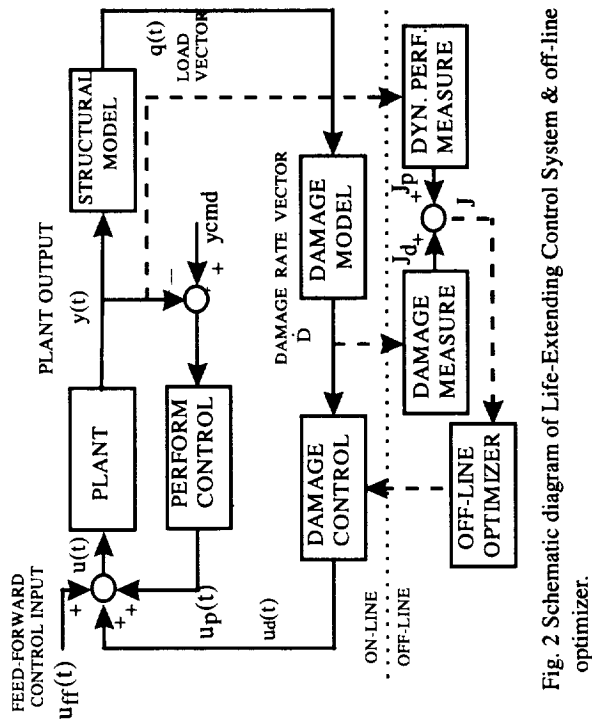 FEED-FORWARD
CONTROL INPUT
uff(t)
+
+
+
+
u(t)
PLANT
PLANT OUTPUT
y(t)
STRUCTURAL
MODEL
q(t)
LOAD
VECTOR
up(t)
PERFORM
CONTROL
−
+
+
ycmd
ud(t)
DAMAGE
CONTROL
DAMAGE RATE VECTOR
Ḋ
DAMAGE
MODEL
ON-LINE
OFF-LINE
DAMAGE
MEASURE
Jd+
+Jp
J
DYN. PERF.
MEASURE
OFF-LINE
OPTIMIZER
Fig. 2 Schematic diagram of Life-Extending Control System & off-line
optimizer.